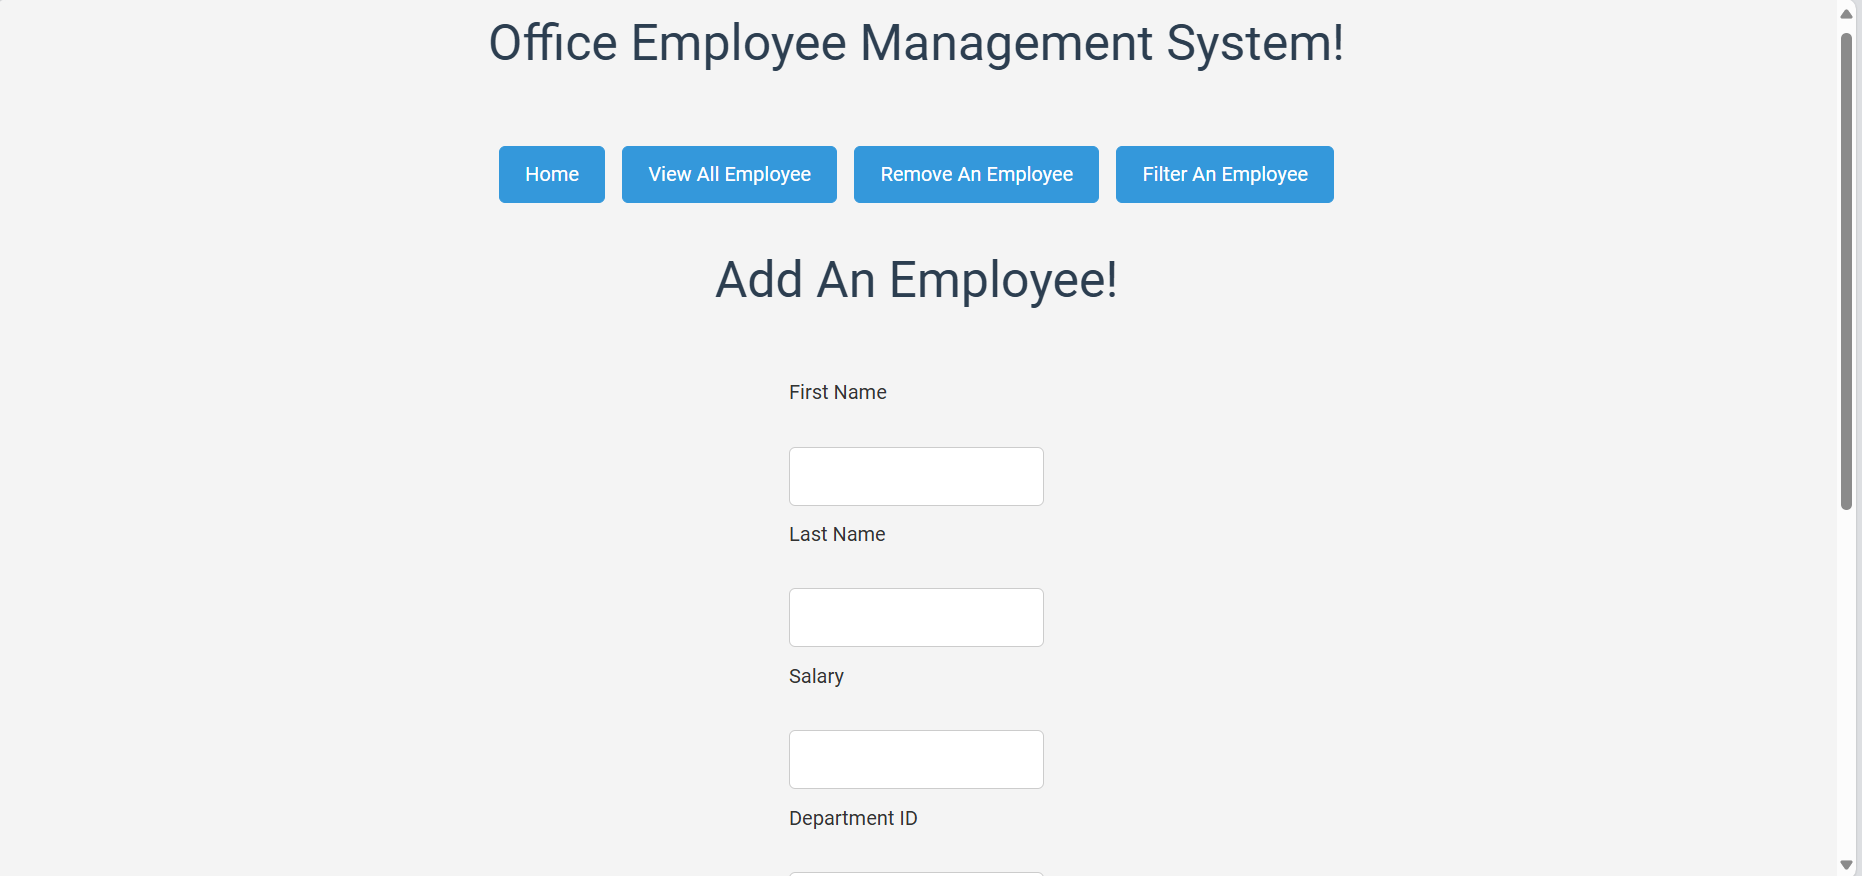 Office Employee Management System!
Home View All Employee Remove An Employee Filter An Employee
Add An Employee!
First Name
Last Name
Salary
Department ID